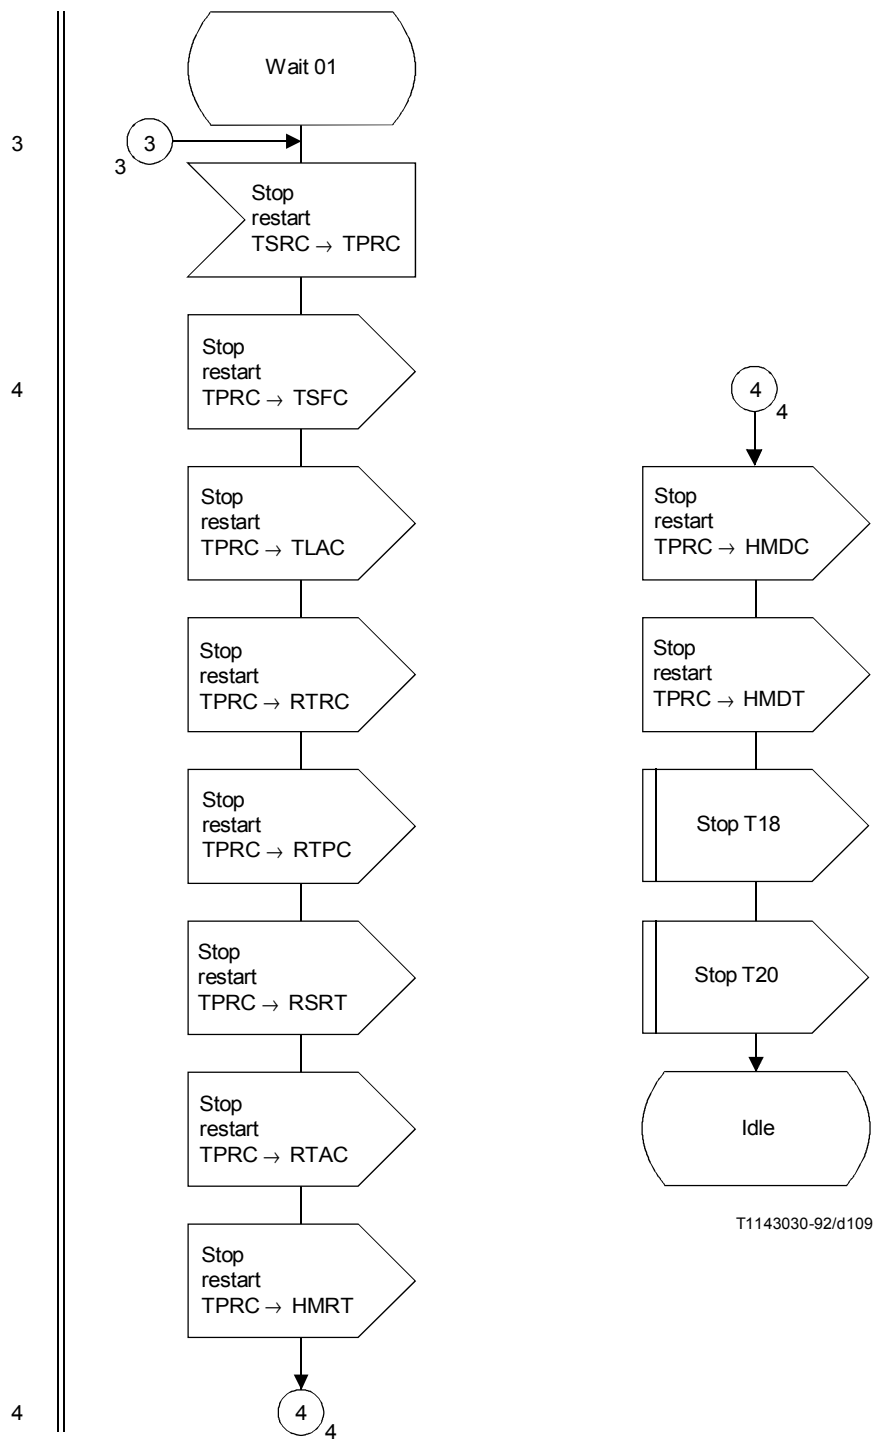 Wait 01
3
3
3
Stop
restart
TSRC → TPRC
4
Stop
restart
TPRC → TSFC
Stop
restart
TPRC → TLAC
Stop
restart
TPRC → RTRC
Stop
restart
TPRC → RTPC
Stop
restart
TPRC → RSRT
Stop
restart
TPRC → RTAC
Stop
restart
TPRC → HMRT
4
4
4
4
4
Stop
restart
TPRC → HMDC
Stop
restart
TPRC → HMDT
Stop T18
Stop T20
Idle
T1143030-92/d109